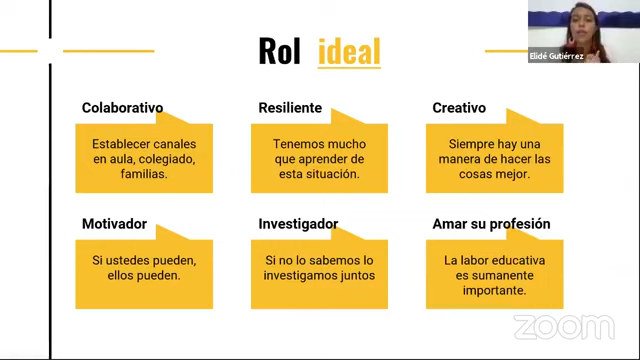 Rol ideal
Elidé Gutiérrez
Colaborativo
Establecer canales
en aula, colegiado,
familias.
Resiliente
Tenemos mucho
que aprender de
esta situación.
Creativo
Siempre hay una
manera de hacer las
cosas mejor.
Motivador
Si ustedes pueden,
ellos pueden.
Investigador
Si no lo sabemos lo
investigamos juntos
Amar su profesión
La labor educativa
es sumanente
importante.
zoom